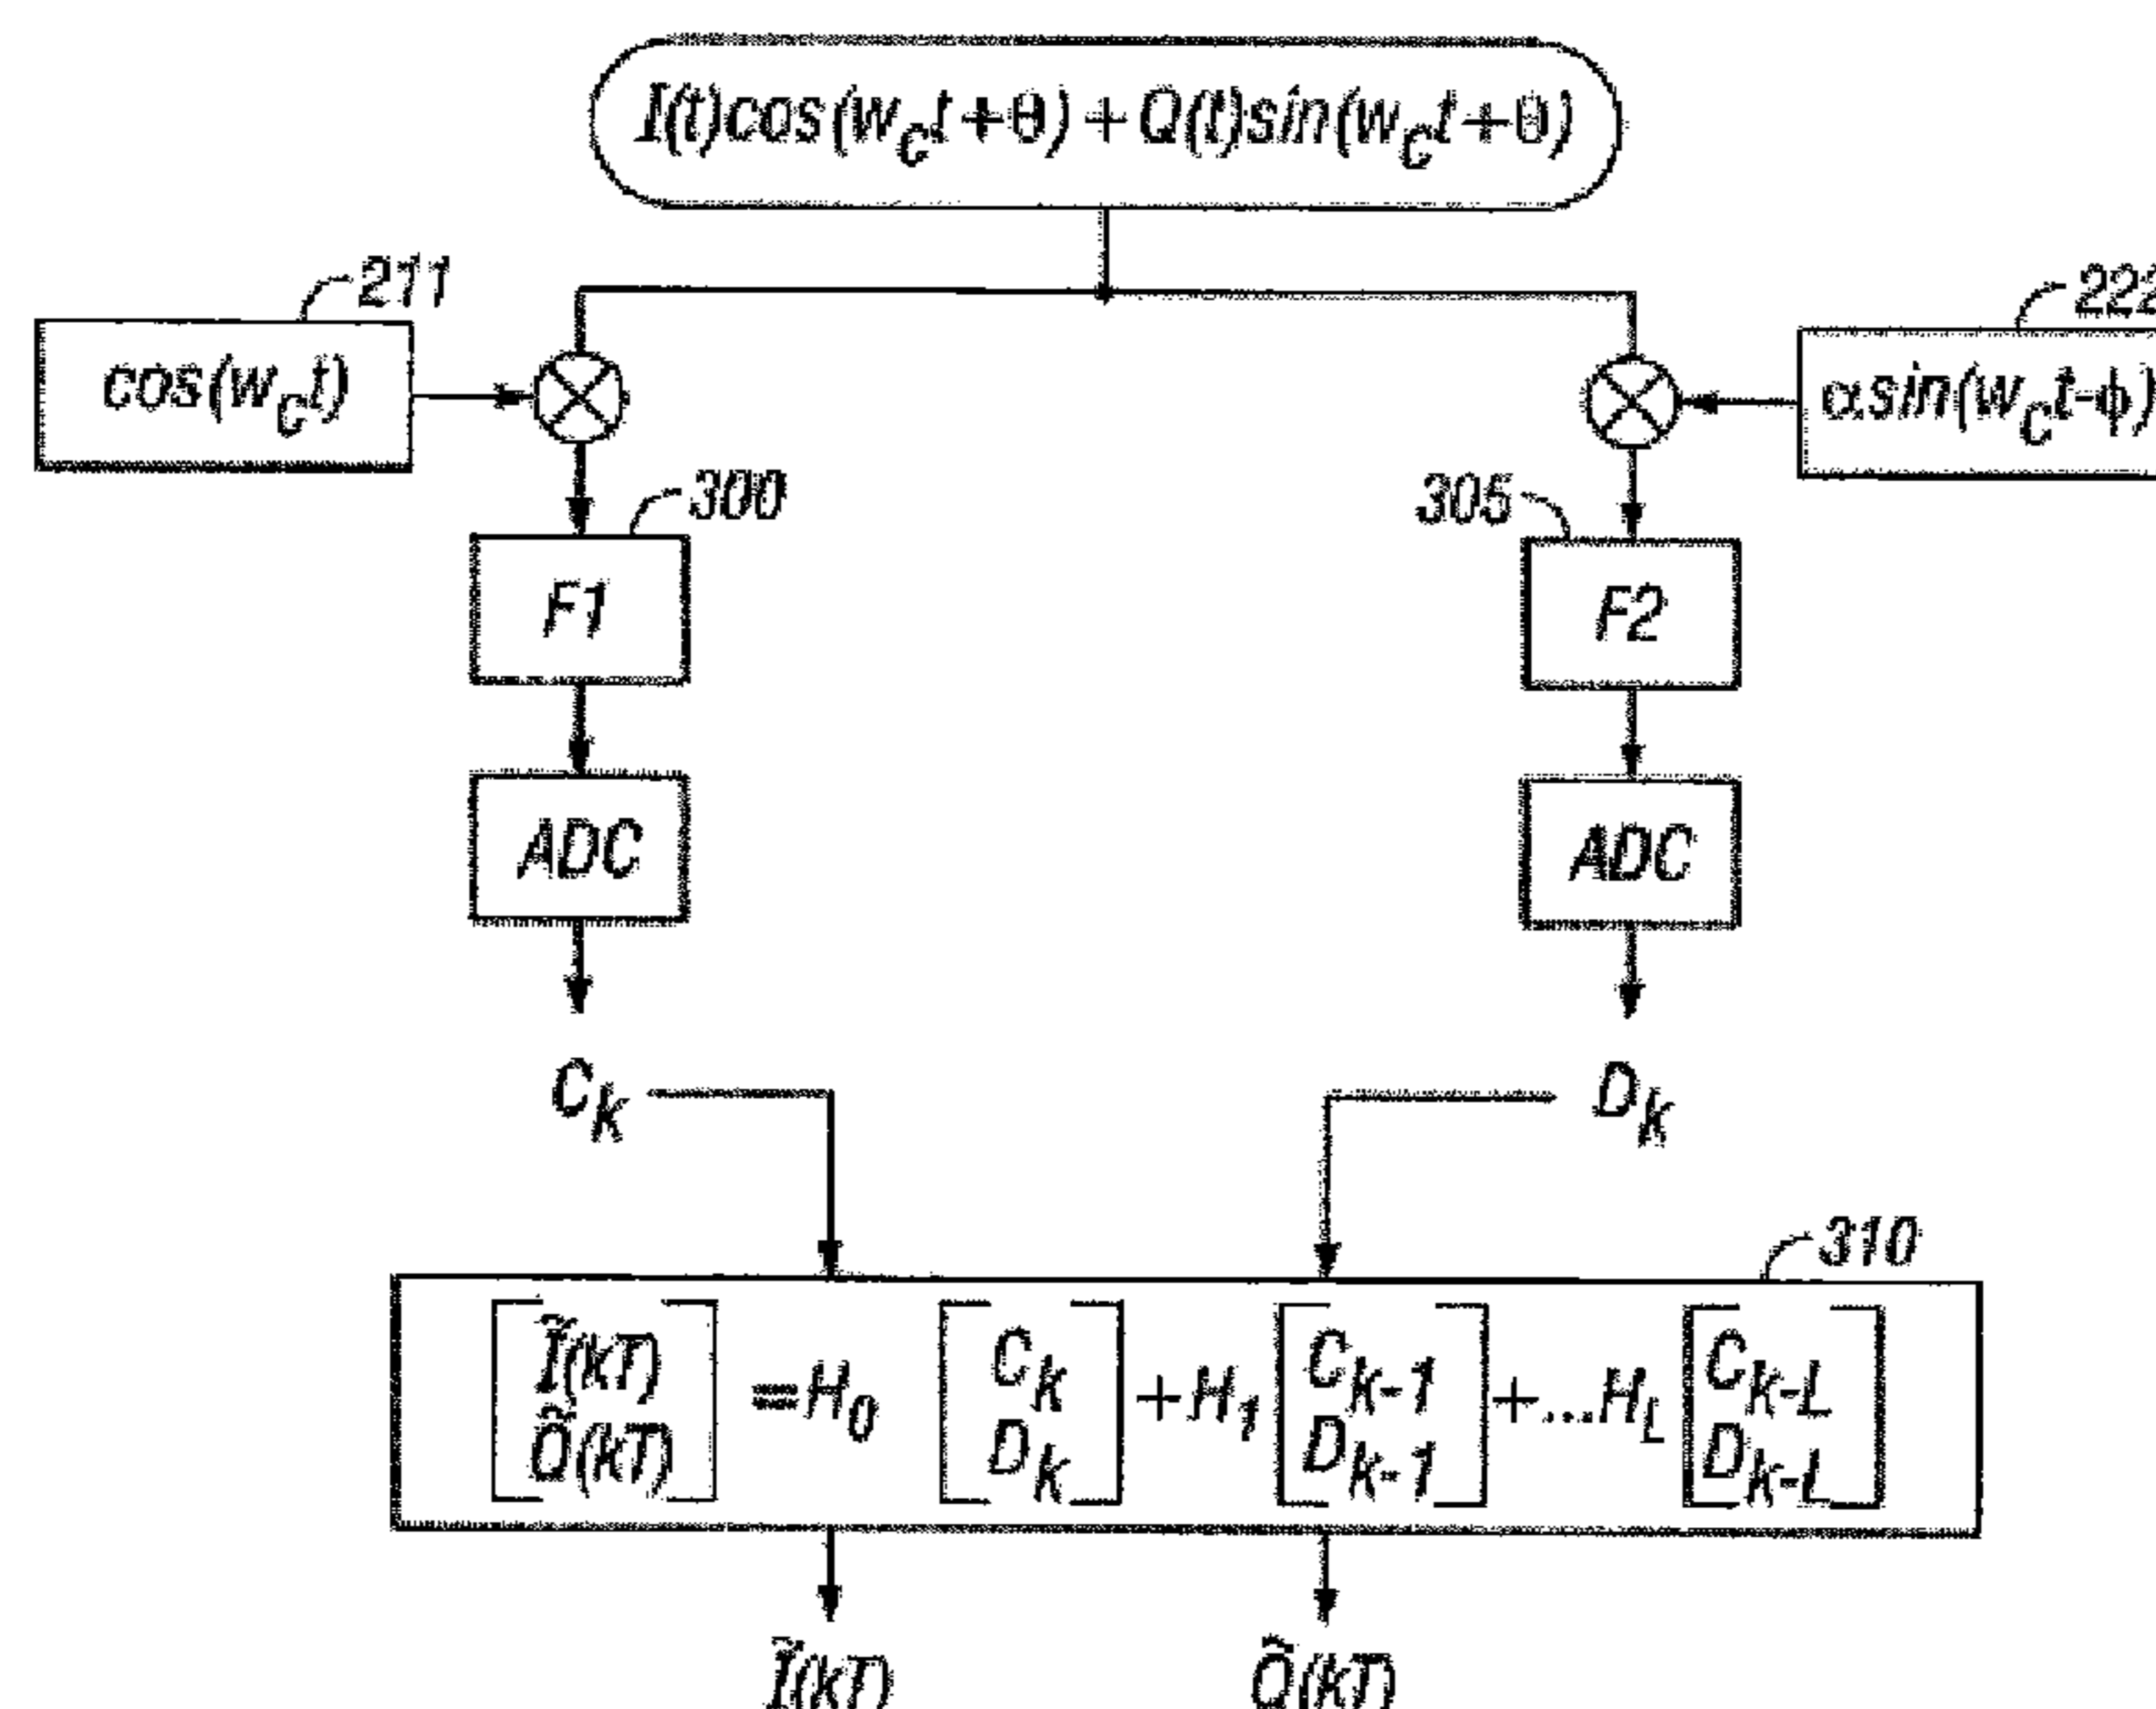 I(t)cos(w_c t+θ)+Q(t)sin(w_c t+θ)
211
222
cos(w_c t)
αsin(w_c t-ϕ)
300
305
F1
F2
ADC
ADC
C_k
D_k
310
[Ĩ(kT) Q̃(kT)] =H_0 [C_k D_k] +H_1 [C_k-1 D_k-1] +...H_L [C_k-L D_k-L]
Ĩ(kT)
Q̃(kT)